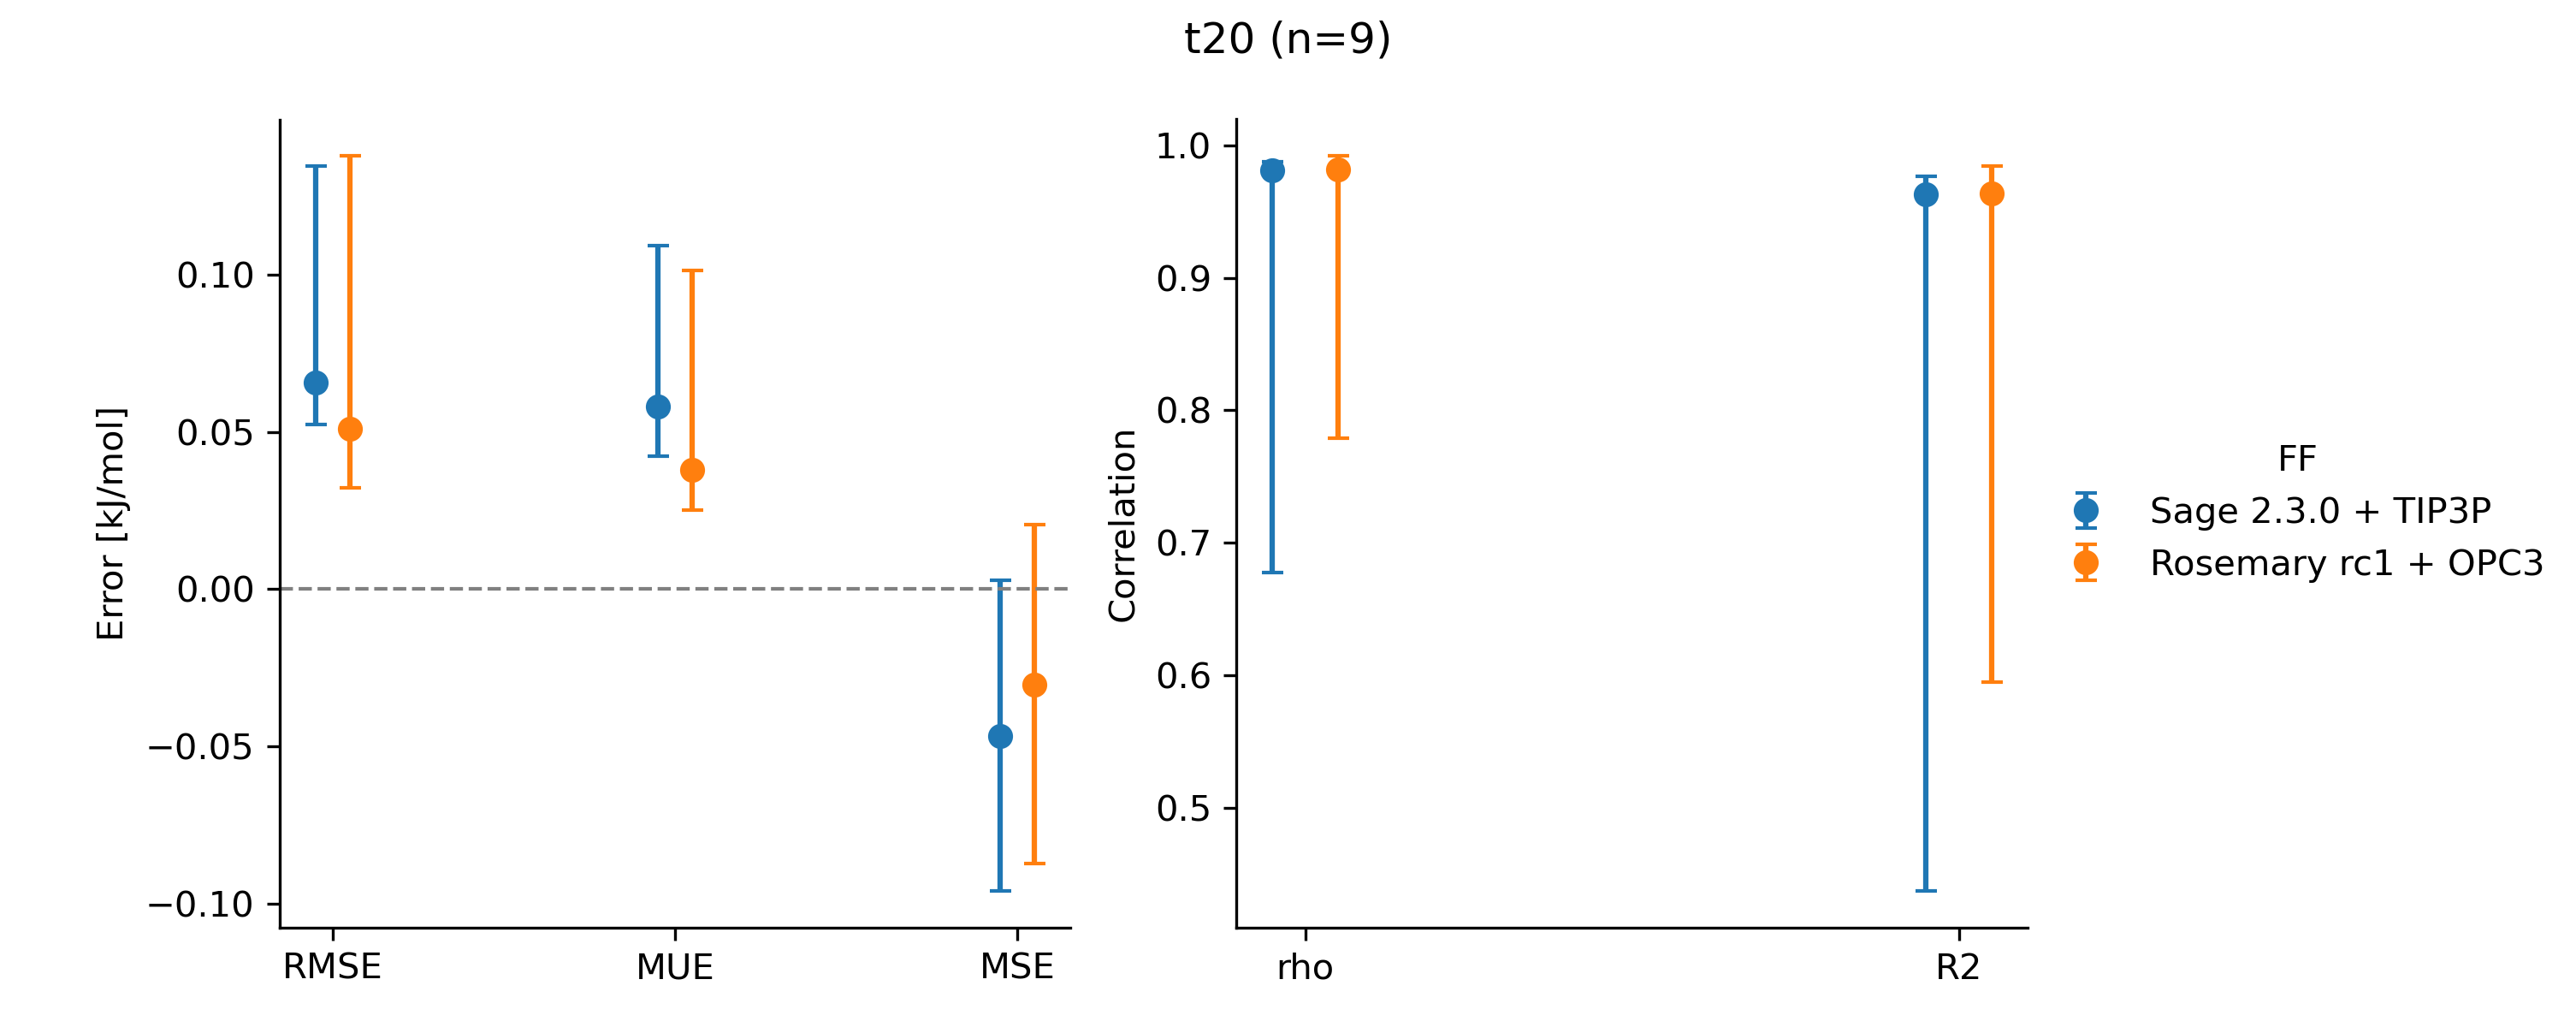 t20 (n=9)
Error [kJ/mol]
0.10
0.05
0.00
−0.05
−0.10
RMSE
MUE
MSE
Correlation
1.0
0.9
0.8
0.7
0.6
0.5
rho
R2
FF
Sage 2.3.0 + TIP3P
Rosemary rc1 + OPC3